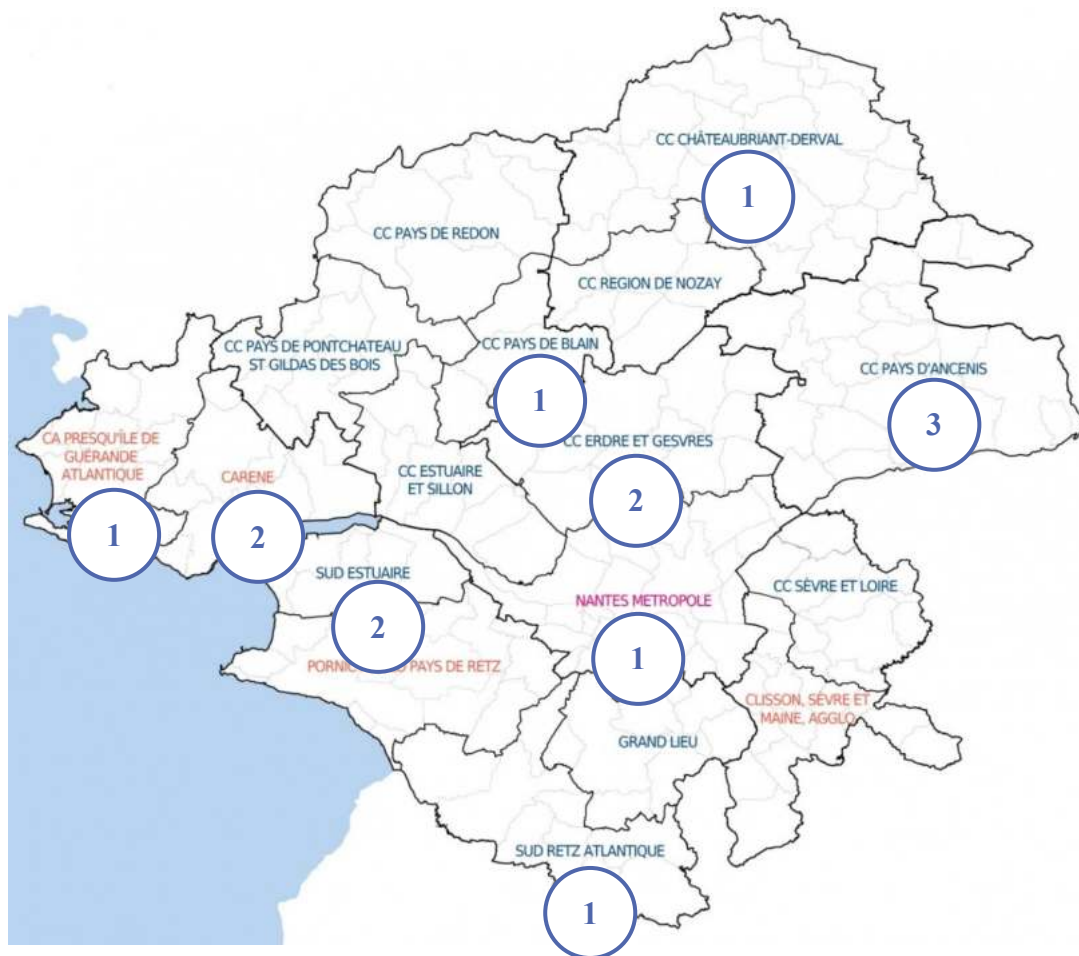 CC CHÂTEAUBRIANT-DERVAL
1
CC PAYS DE REDON
CC REGION DE NOZAY
CC PAYS DE PONTCHATEAU
ST GILDAS DES BOIS
CC PAYS DE BLAIN
1
CC PAYS D'ANCENIS
3
CA PRESQU'ÎLE DE
GUÉRANDE
ATLANTIQUE
1
CARENE
2
CC ESTUAIRE
ET SILLON
CC ERDRE ET GESVRES
2
SUD ESTUAIRE
2
NANTES METROPOLE
1
CC SÈVRE ET LOIRE
PAYS DE RETZ
CLISSON, SÈVRE ET
MAINE, AGGLO
GRAND LIEU
SUD RETZ ATLANTIQUE
1